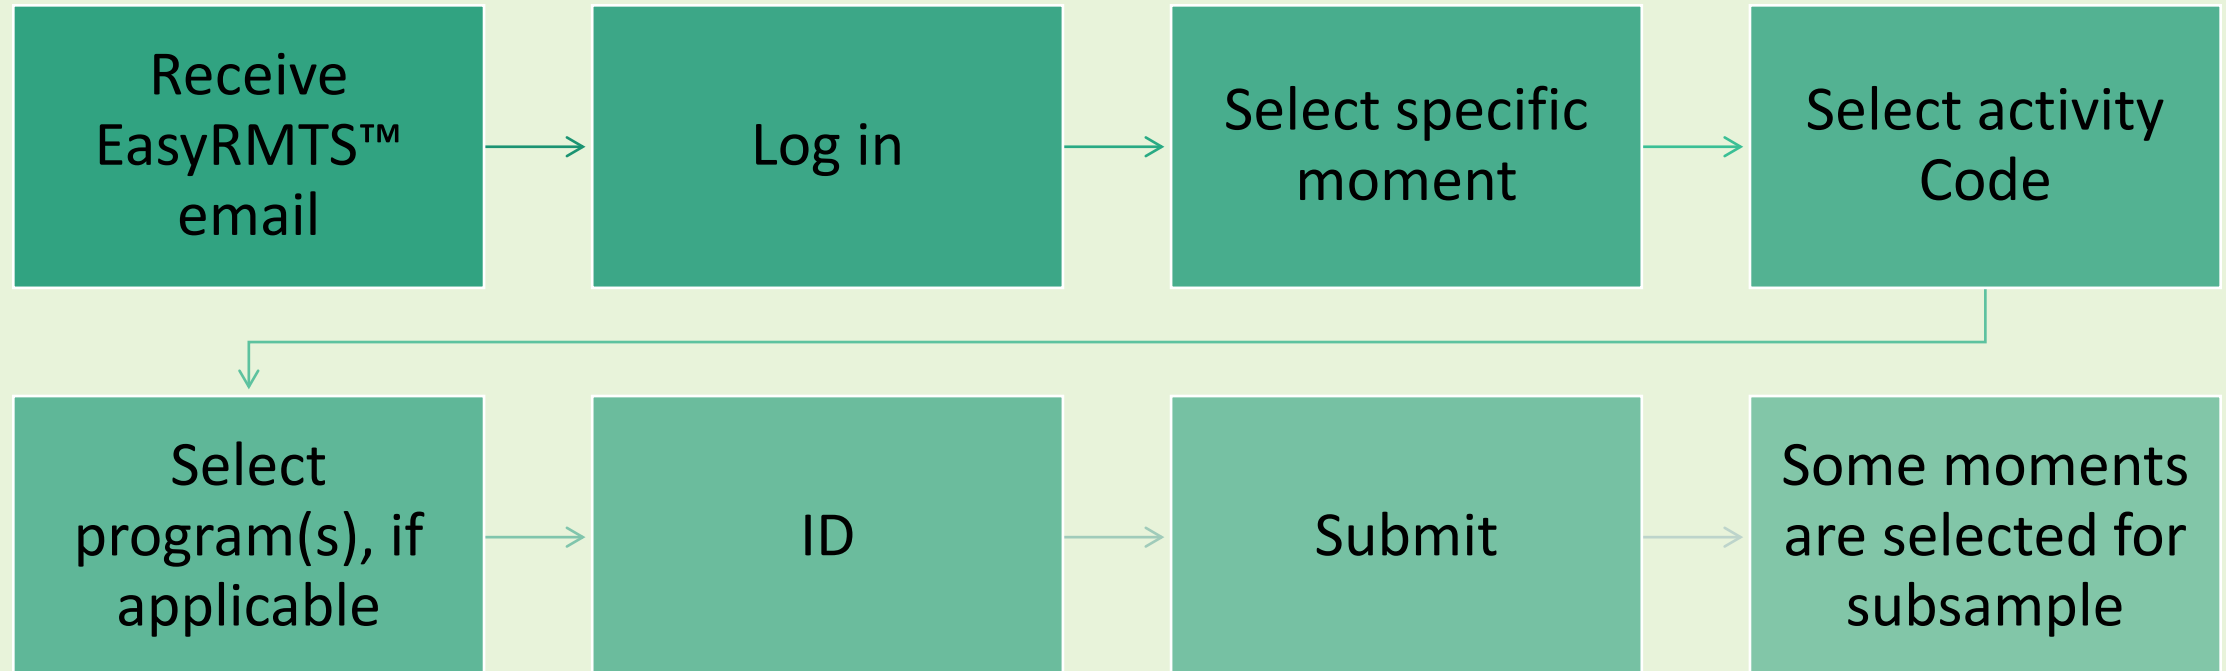 Receive
EasyRMTS™
email
Log in
Select specific
moment
Select activity
Code
Select
program(s), if
applicable
ID
Submit
Some moments
are selected for
subsample